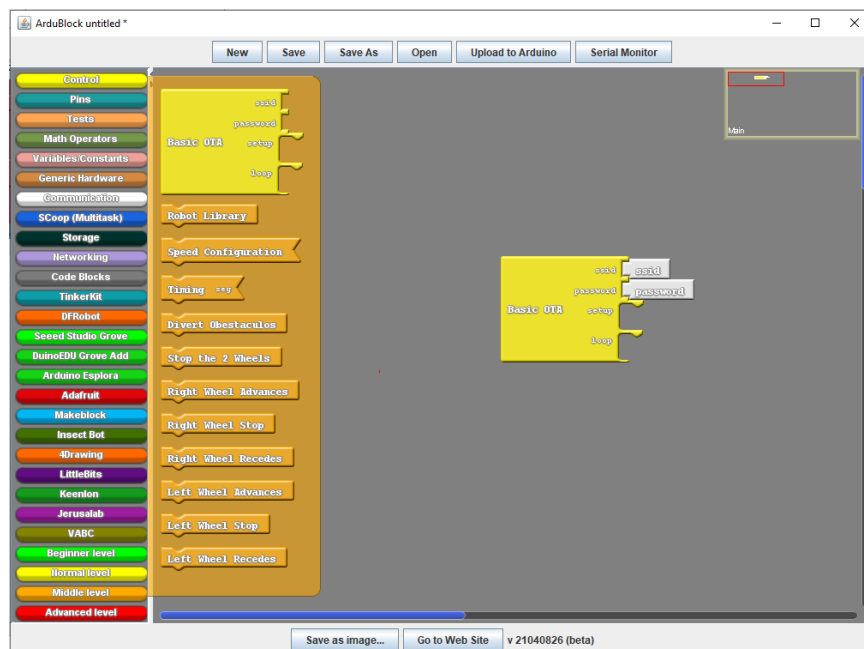 ArduBlock untitled *
New Save Save As Open Upload to Arduino Serial Monitor
Control
Pins
Tests
Math Operators
Variables/Constants
Generic Hardware
Communication
SCoop (Multitask)
Storage
Networking
Code Blocks
TinkerKit
DFRobot
Seeed Studio Grove
DuinoEDU Grove Add
Arduino Esplora
Adafruit
Makeblock
Insect Bot
4Drawing
LittleBits
Keenlon
Jerusalab
VABC
Beginner level
Normal level
Middle level
Advanced level
ssid
password
Basic OTA setup
loop
Robot Library
Speed Configuration
Timing seg
Divert Obestaculos
Stop the 2 Wheels
Right Wheel Advances
Right Wheel Stop
Right Wheel Recedes
Left Wheel Advances
Left Wheel Stop
Left Wheel Recedes
ssid ssid
password password
Basic OTA setup
loop
Main
Save as image... Go to Web Site v 21040826 (beta)